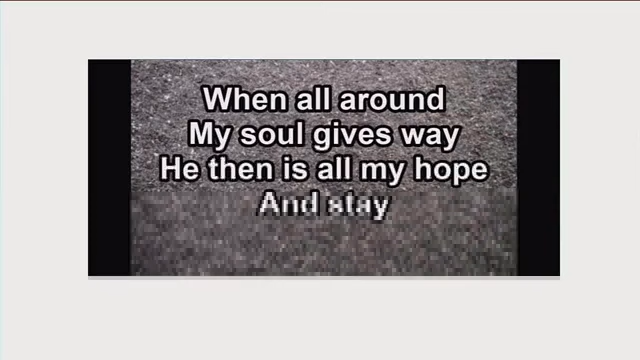 When all around
My soul gives way
He then is all my hope
And stay